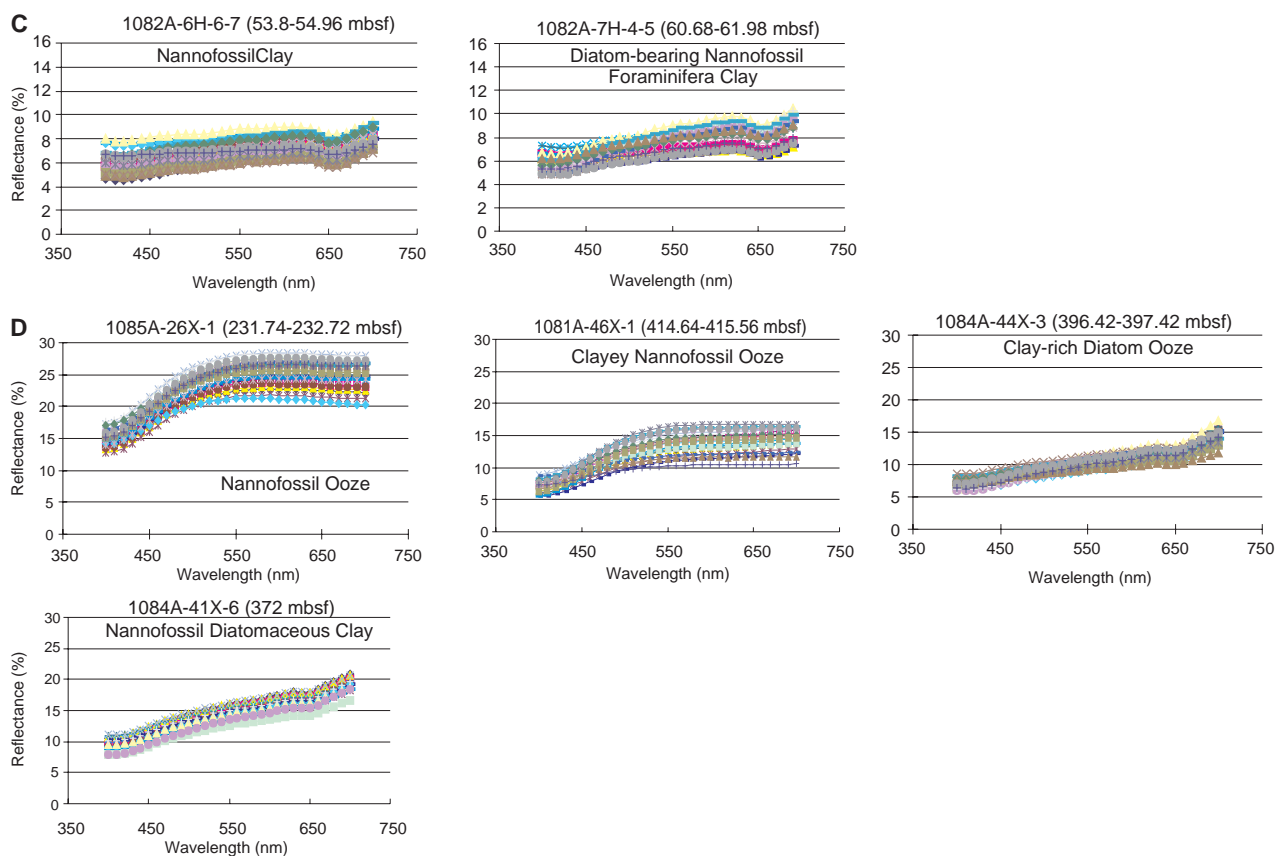 C
1082A-6H-6-7 (53.8-54.96 mbsf)
NannofossilClay
Reflectance (%)
16
14
12
10
8
6
4
2
0
350 450 550 650 750
Wavelength (nm)
1082A-7H-4-5 (60.68-61.98 mbsf)
Diatom-bearing Nannofossil
Foraminifera Clay
16
14
12
10
8
6
4
2
0
350 450 550 650 750
Wavelength (nm)
D
1085A-26X-1 (231.74-232.72 mbsf)
Reflectance (%)
30
25
20
15
10
5
0
Nannofossil Ooze
350 450 550 650 750
Wavelength (nm)
1081A-46X-1 (414.64-415.56 mbsf)
Clayey Nannofossil Ooze
30
25
20
15
10
5
0
350 450 550 650 750
Wavelength (nm)
1084A-44X-3 (396.42-397.42 mbsf)
Clay-rich Diatom Ooze
30
25
20
15
10
5
0
350 450 550 650 750
Wavelength (nm)
1084A-41X-6 (372 mbsf)
Nannofossil Diatomaceous Clay
Reflectance (%)
30
25
20
15
10
5
0
350 450 550 650 750
Wavelength (nm)